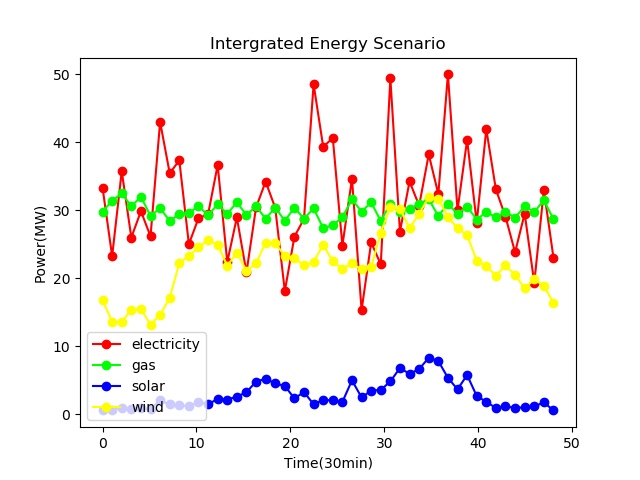 Intergrated Energy Scenario
Power(MW)
50
40
30
20
10
0
electricity
gas
solar
wind
0 10 20 30 40 50
Time(30min)